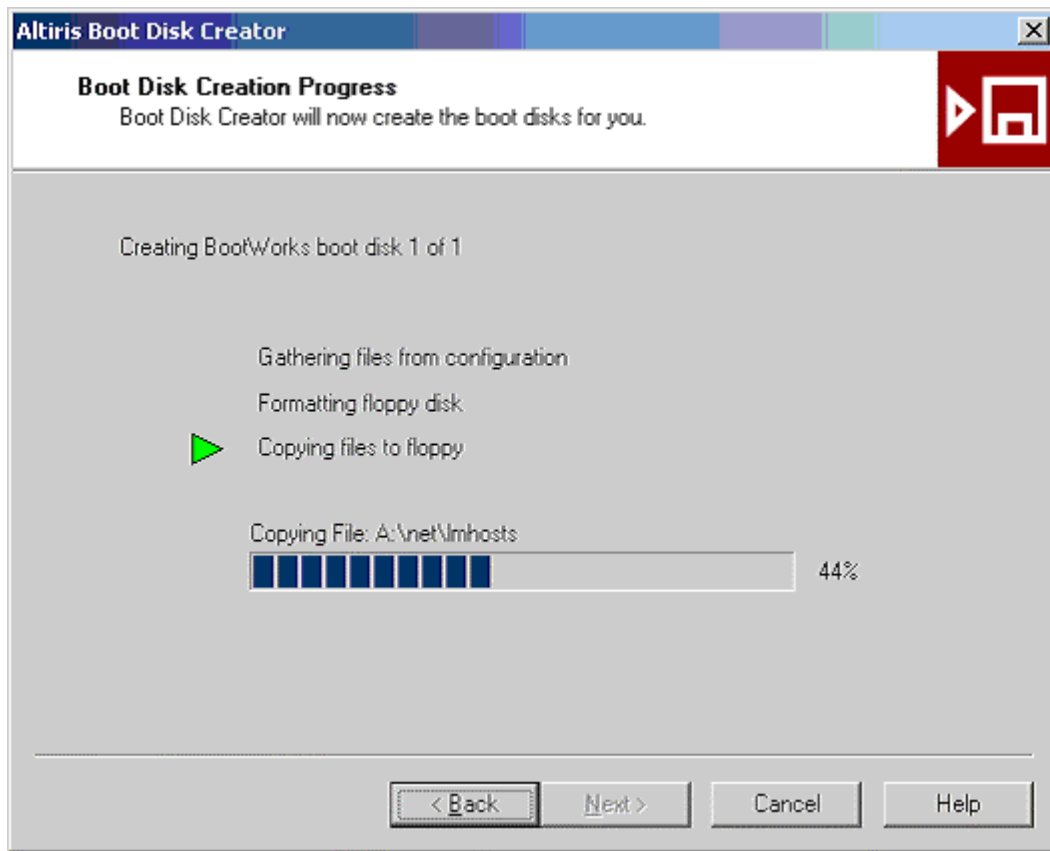 Altiris Boot Disk Creator
Boot Disk Creation Progress
Boot Disk Creator will now create the boot disks for you.
Creating BootWorks boot disk 1 of 1
Gathering files from configuration
Formatting floppy disk
Copying files to floppy
Copying File: A:\net\lmhosts
44%
< Back Next > Cancel Help